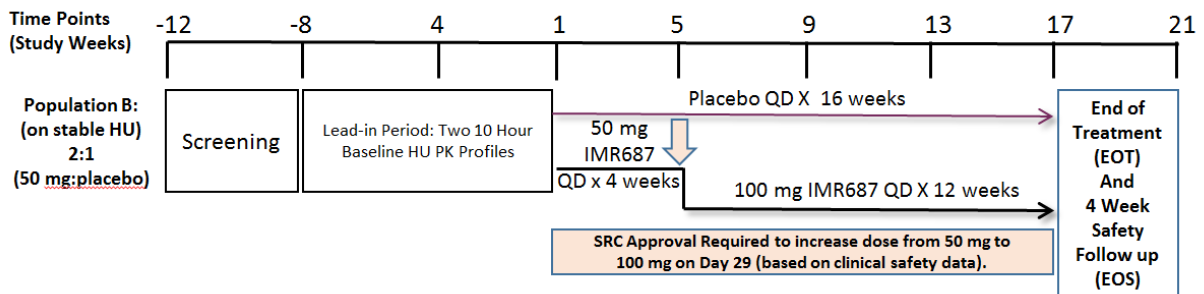 Time Points
(Study Weeks)
-12 -8 4 1 5 9 13 17 21
Population B:
(on stable HU)
2:1
(50 mg:placebo)
Screening
Lead-in Period: Two 10 Hour
Baseline HU PK Profiles
Placebo QD X 16 weeks
50 mg
IMR687
QD x 4 weeks
100 mg IMR687 QD X 12 weeks
SRC Approval Required to increase dose from 50 mg to
100 mg on Day 29 (based on clinical safety data).
End of
Treatment
(EOT)
And
4 Week
Safety
Follow up
(EOS)